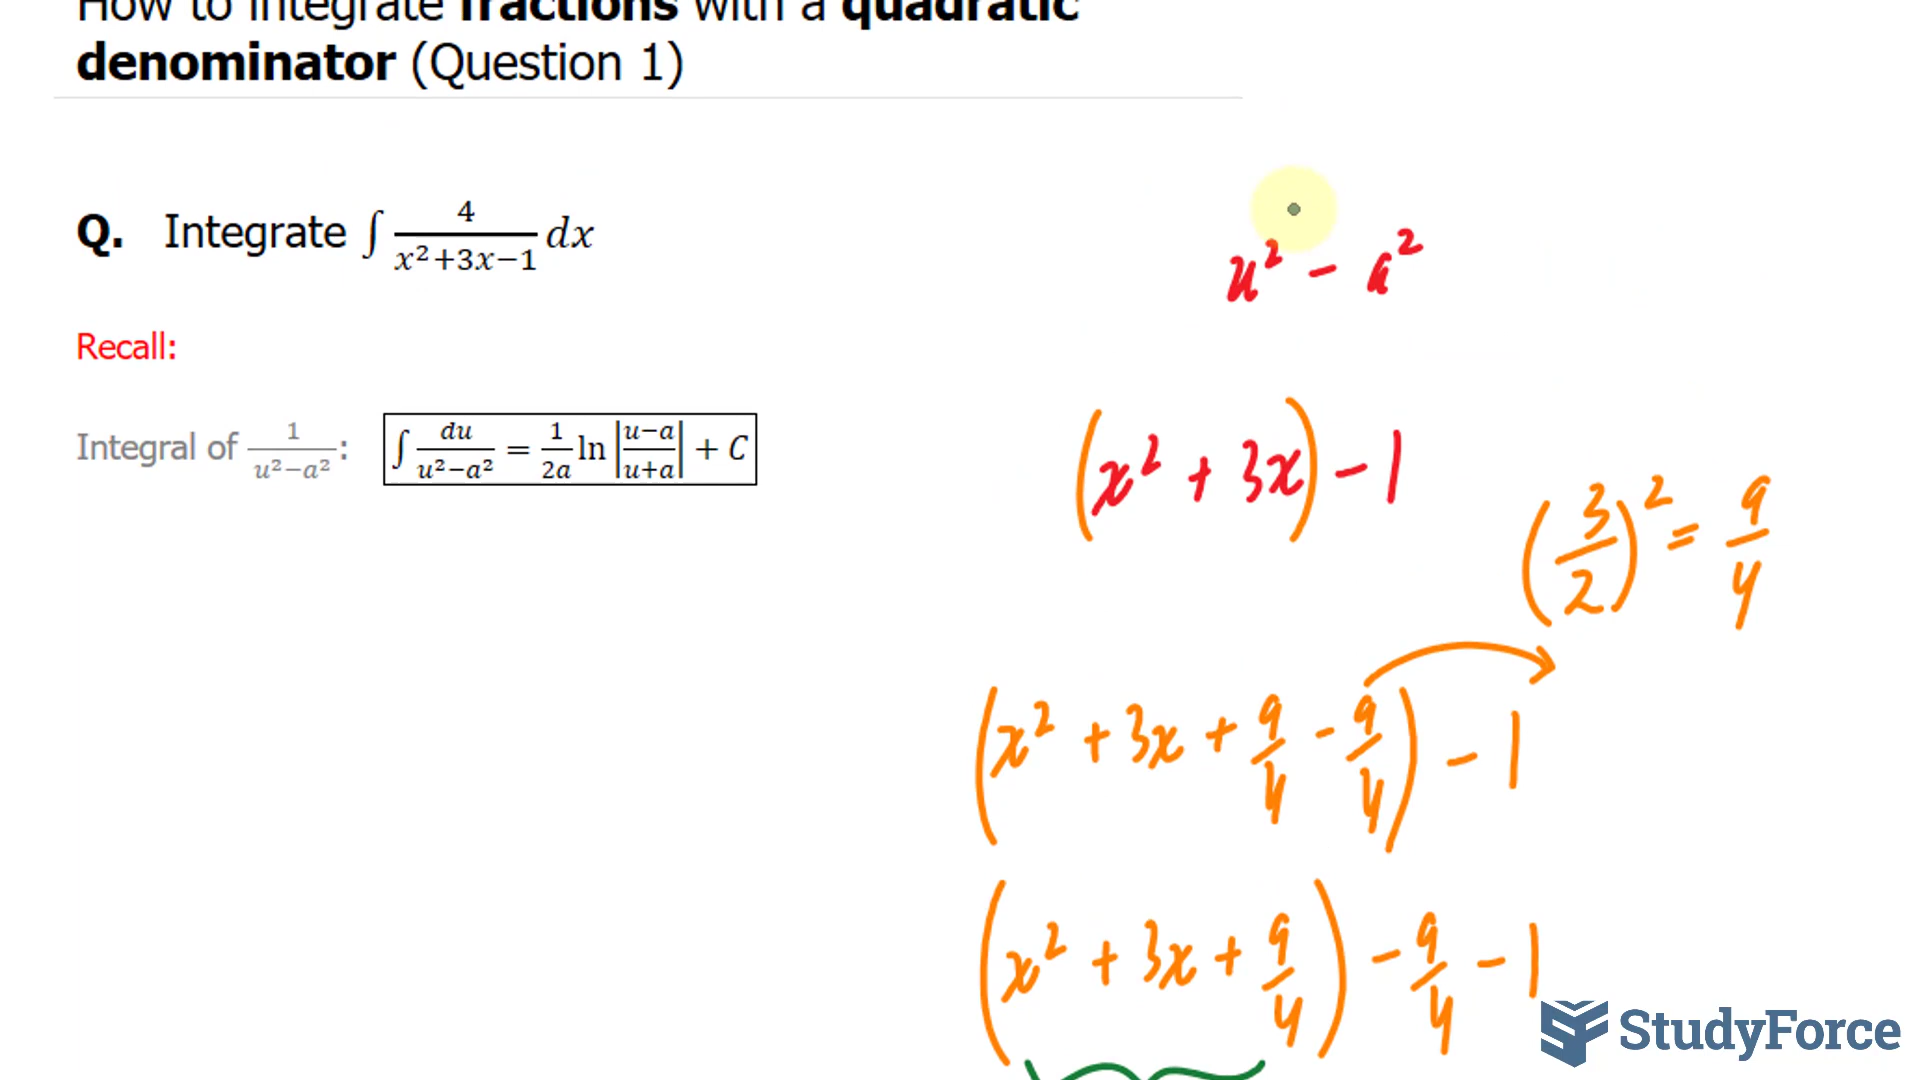 How to integrate fractions with a quadratic
denominator (Question 1)
Q. Integrate ∫ 4/(x²+3x−1) dx
Recall:
Integral of 1/(u²−a²): ∫ du/(u²−a²) = 1/(2a) ln |(u−a)/(u+a)| + C
u² - a²
(x² + 3x) - 1
(3/2)² = 9/4
(x² + 3x + 9/4 - 9/4) - 1
(x² + 3x + 9/4) - 9/4 - 1
StudyForce